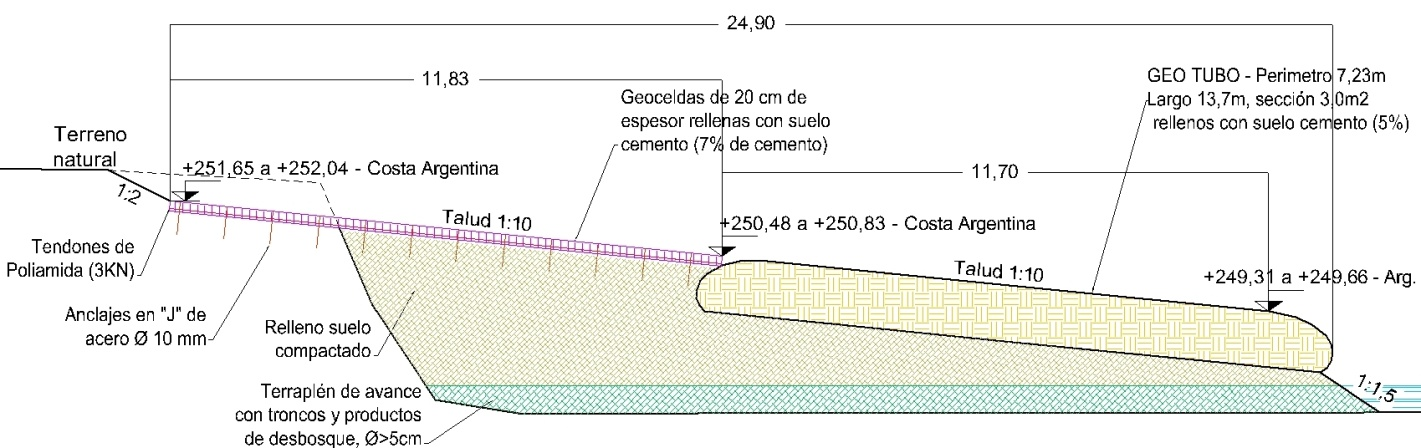 24,90
11,83
GEO TUBO - Perimetro 7,23m
Largo 13,7m, sección 3,0m2
rellenos con suelo cemento (5%)
Geoceldas de 20 cm de
espesor rellenas con suelo
cemento (7% de cemento)
Terreno
natural
1:2
+251,65 a +252,04 - Costa Argentina
11,70
Talud 1:10
+250,48 a +250,83 - Costa Argentina
Tendones de
Poliamida (3KN)
Talud 1:10
+249,31 a +249,66 - Arg.
Anclajes en "J" de
acero Ø 10 mm
Relleno suelo
compactado
Terraplén de avance
con troncos y productos
de desbosque, Ø>5cm
1:1,5